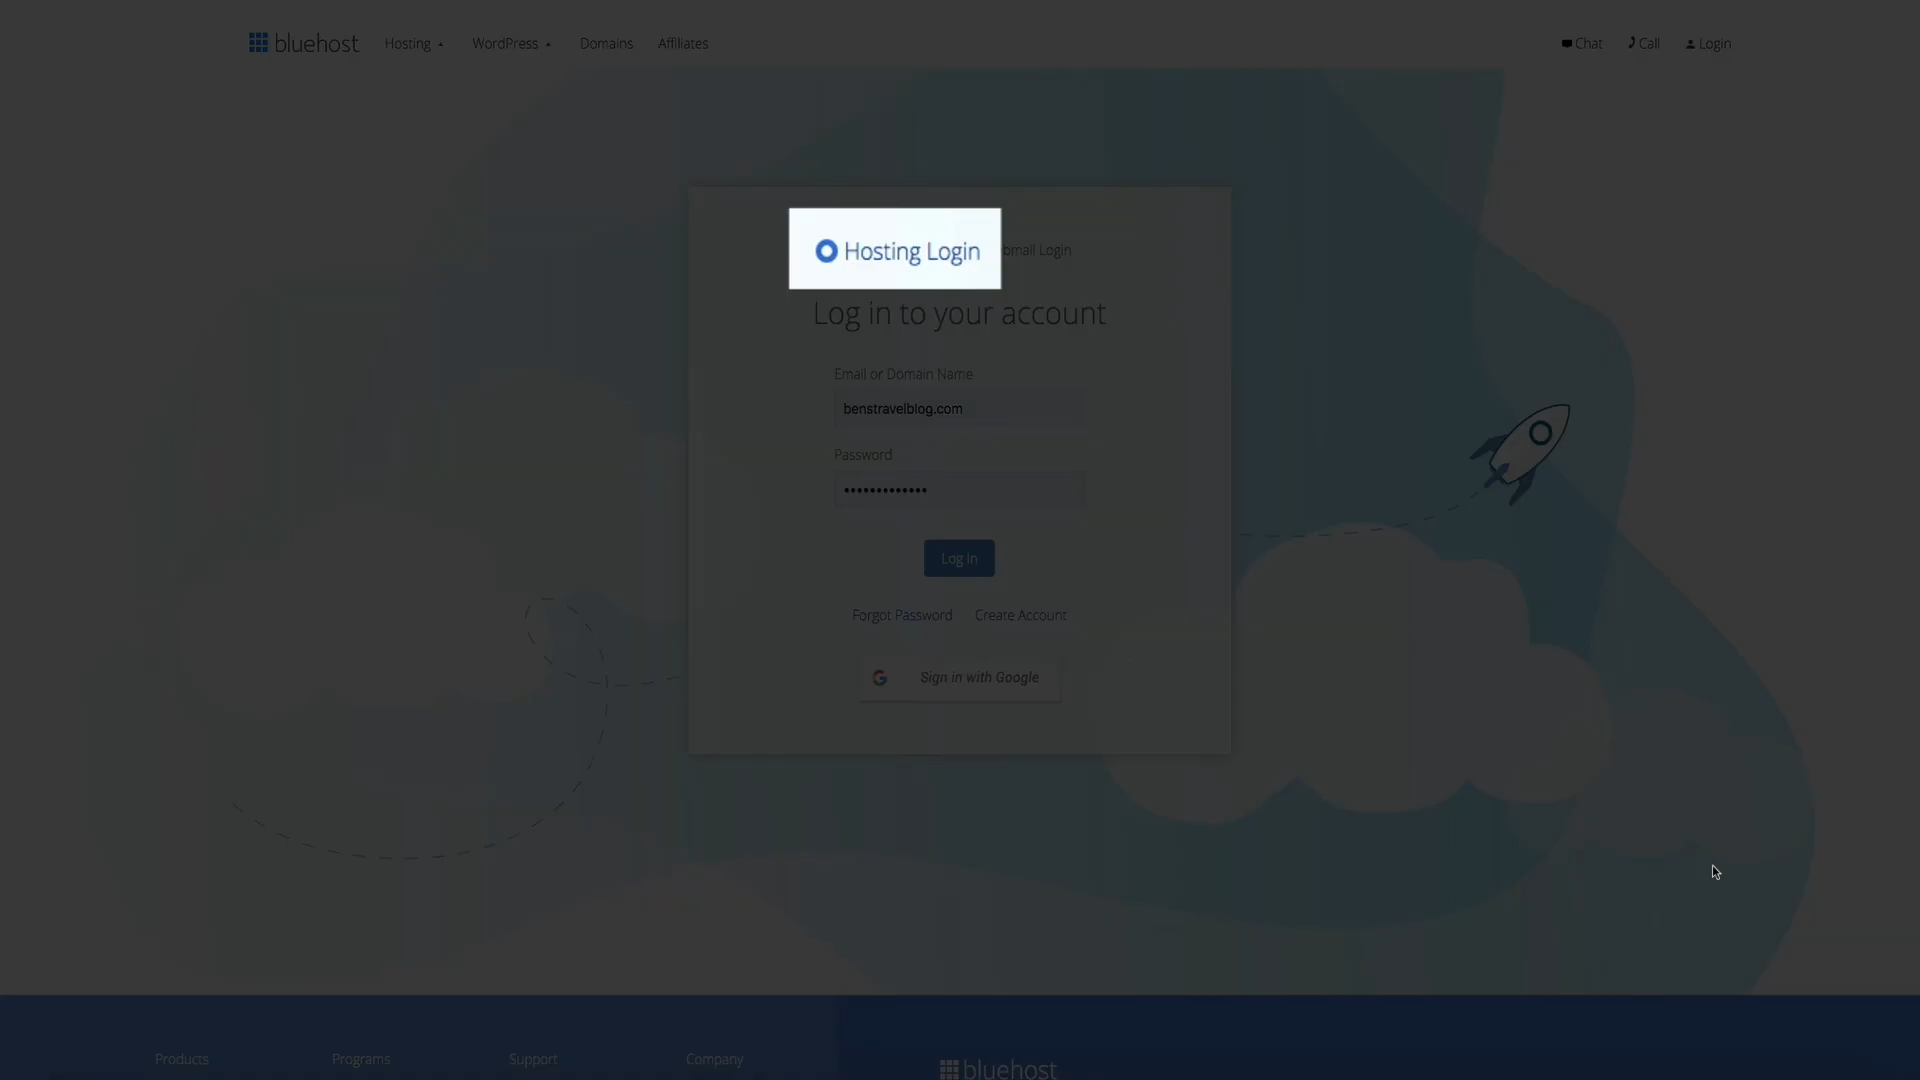 bluehost Hosting WordPress Domains Affiliates Chat Call Login
Hosting Login bmail Login
Log in to your account
Email or Domain Name
benstravelblog.com
Password
•••••••••••••
Log In
Forgot Password Create Account
Sign in with Google
Products Programs Support Company
bluehost